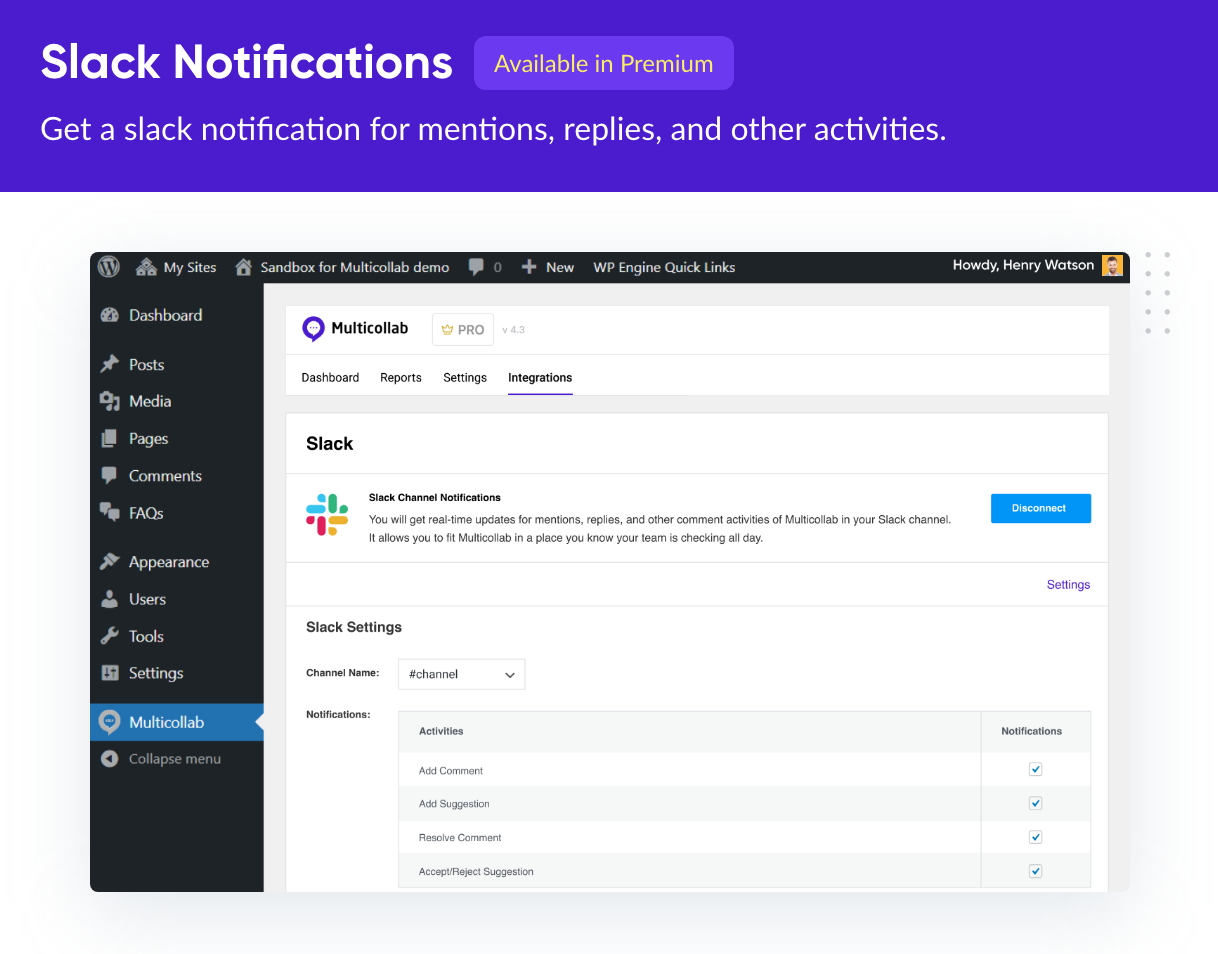 Slack Notifications
Available in Premium
Get a slack notification for mentions, replies, and other activities.
My Sites
Sandbox for Multicollab demo
0
New
WP Engine Quick Links
Howdy, Henry Watson
Dashboard
Posts
Media
Pages
Comments
FAQs
Appearance
Users
Tools
Settings
Multicollab
Collapse menu
Multicollab
PRO
v 4.3
Dashboard
Reports
Settings
Integrations
Slack
Slack Channel Notifications
You will get real-time updates for mentions, replies, and other comment activities of Multicollab in your Slack channel.
It allows you to fit Multicollab in a place you know your team is checking all day.
Disconnect
Settings
Slack Settings
Channel Name:
#channel
Notifications:
Activities
Notifications
Add Comment
Add Suggestion
Resolve Comment
Accept/Reject Suggestion